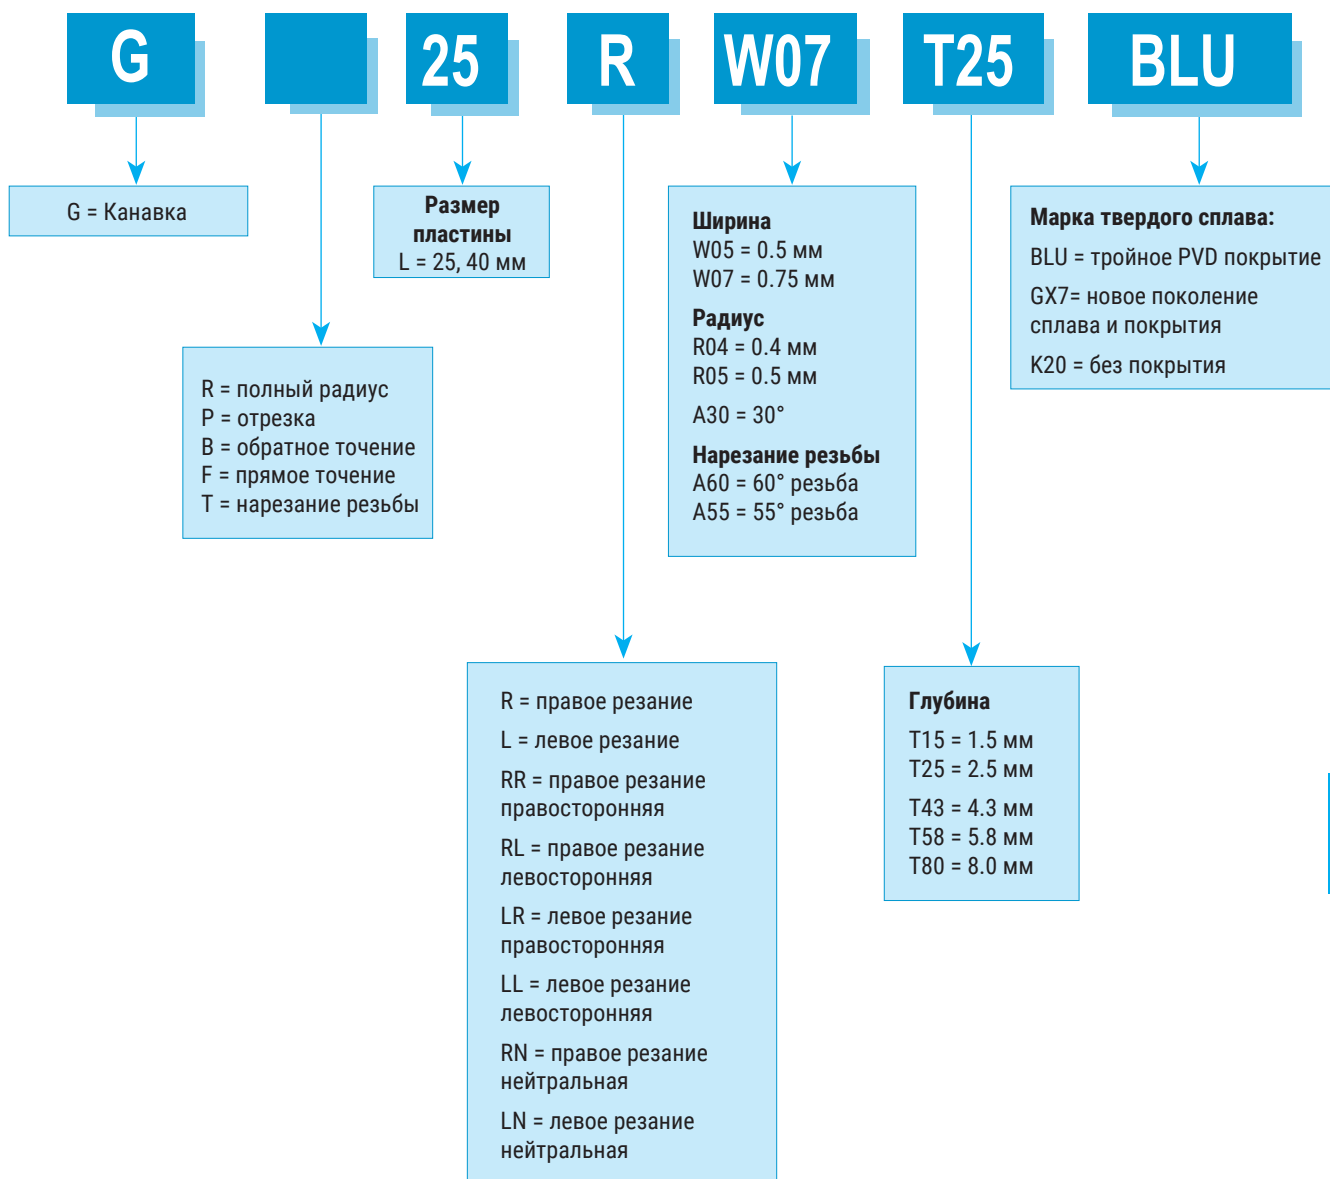 G 25 R W07 T25 BLU
G = Канавка
R = полный радиус
P = отрезка
B = обратное точение
F = прямое точение
T = нарезание резьбы
Размер
пластины
L = 25, 40 мм
R = правое резание
L = левое резание
RR = правое резание
правосторонняя
RL = правое резание
левосторонняя
LR = левое резание
правосторонняя
LL = левое резание
левосторонняя
RN = правое резание
нейтральная
LN = левое резание
нейтральная
Ширина
W05 = 0.5 мм
W07 = 0.75 мм
Радиус
R04 = 0.4 мм
R05 = 0.5 мм
A30 = 30°
Нарезание резьбы
A60 = 60° резьба
A55 = 55° резьба
Глубина
T15 = 1.5 мм
T25 = 2.5 мм
T43 = 4.3 мм
T58 = 5.8 мм
T80 = 8.0 мм
Марка твердого сплава:
BLU = тройное PVD покрытие
GX7= новое поколение
сплава и покрытия
K20 = без покрытия